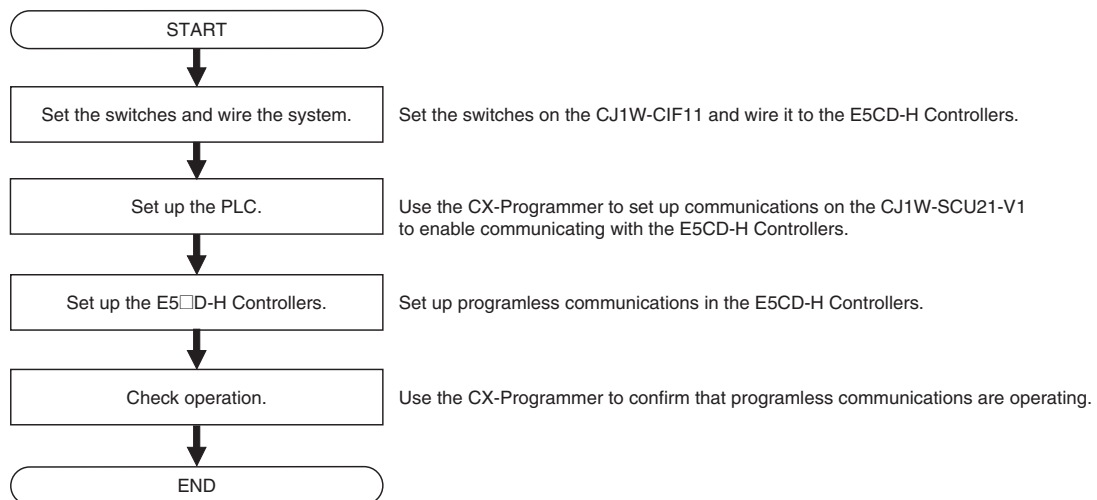 START
Set the switches and wire the system.
Set the switches on the CJ1W-CIF11 and wire it to the E5CD-H Controllers.
Set up the PLC.
Use the CX-Programmer to set up communications on the CJ1W-SCU21-V1
to enable communicating with the E5CD-H Controllers.
Set up the E5□D-H Controllers.
Set up programless communications in the E5CD-H Controllers.
Check operation.
Use the CX-Programmer to confirm that programless communications are operating.
END